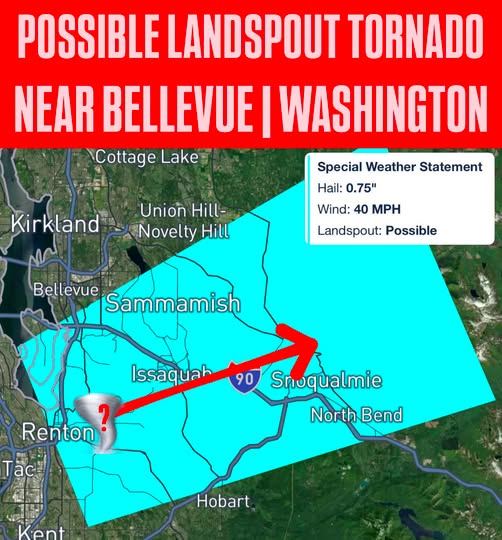 POSSIBLE LANDSPOUT TORNADO
NEAR BELLEVUE | WASHINGTON
Cottage Lake
Special Weather Statement
Hail: 0.75"
Wind: 40 MPH
Landspout: Possible
Kirkland
Union Hill-
Novelty Hill
Bellevue
Sammamish
Issaquah
90
Snoqualmie
North Bend
?
Renton
Tac
Hobart
Kent